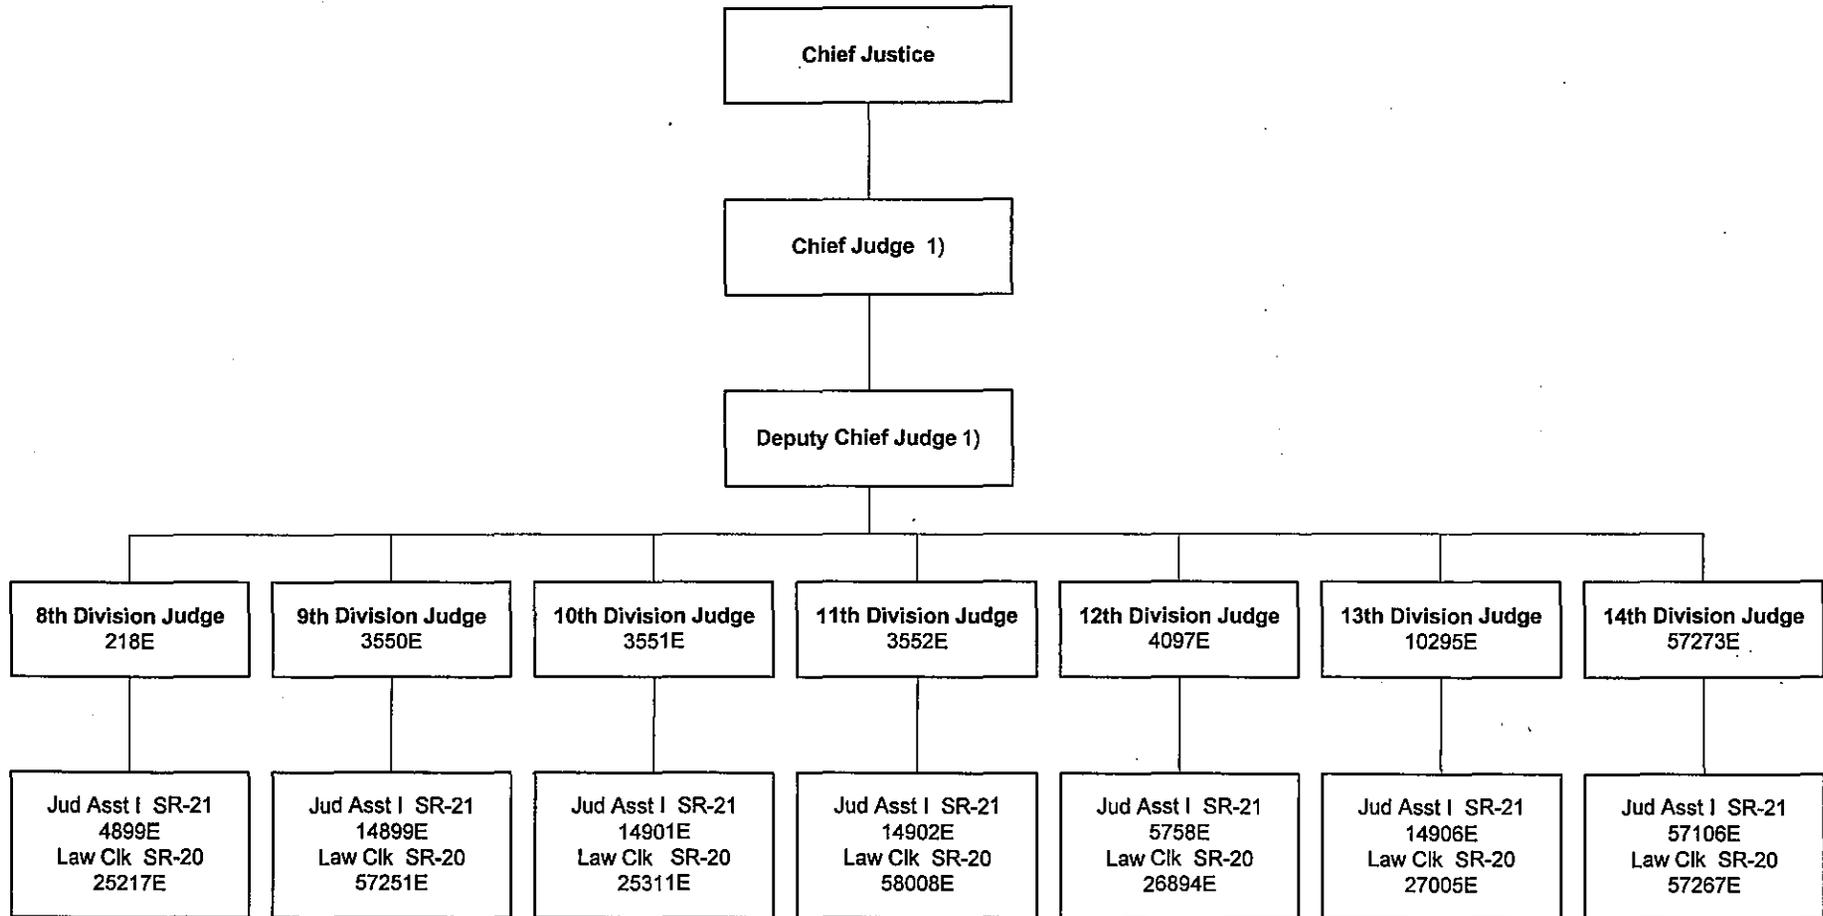 Chief Justice
Chief Judge 1)
Deputy Chief Judge 1)
8th Division Judge
218E
9th Division Judge
3550E
10th Division Judge
3551E
11th Division Judge
3552E
12th Division Judge
4097E
13th Division Judge
10295E
14th Division Judge
57273E
Jud Asst I SR-21
4899E
Law Clk SR-20
25217E
Jud Asst I SR-21
14899E
Law Clk SR-20
57251E
Jud Asst I SR-21
14901E
Law Clk SR-20
25311E
Jud Asst I SR-21
14902E
Law Clk SR-20
58008E
Jud Asst I SR-21
5758E
Law Clk SR-20
26894E
Jud Asst I SR-21
14906E
Law Clk SR-20
27005E
Jud Asst I SR-21
57106E
Law Clk SR-20
57267E